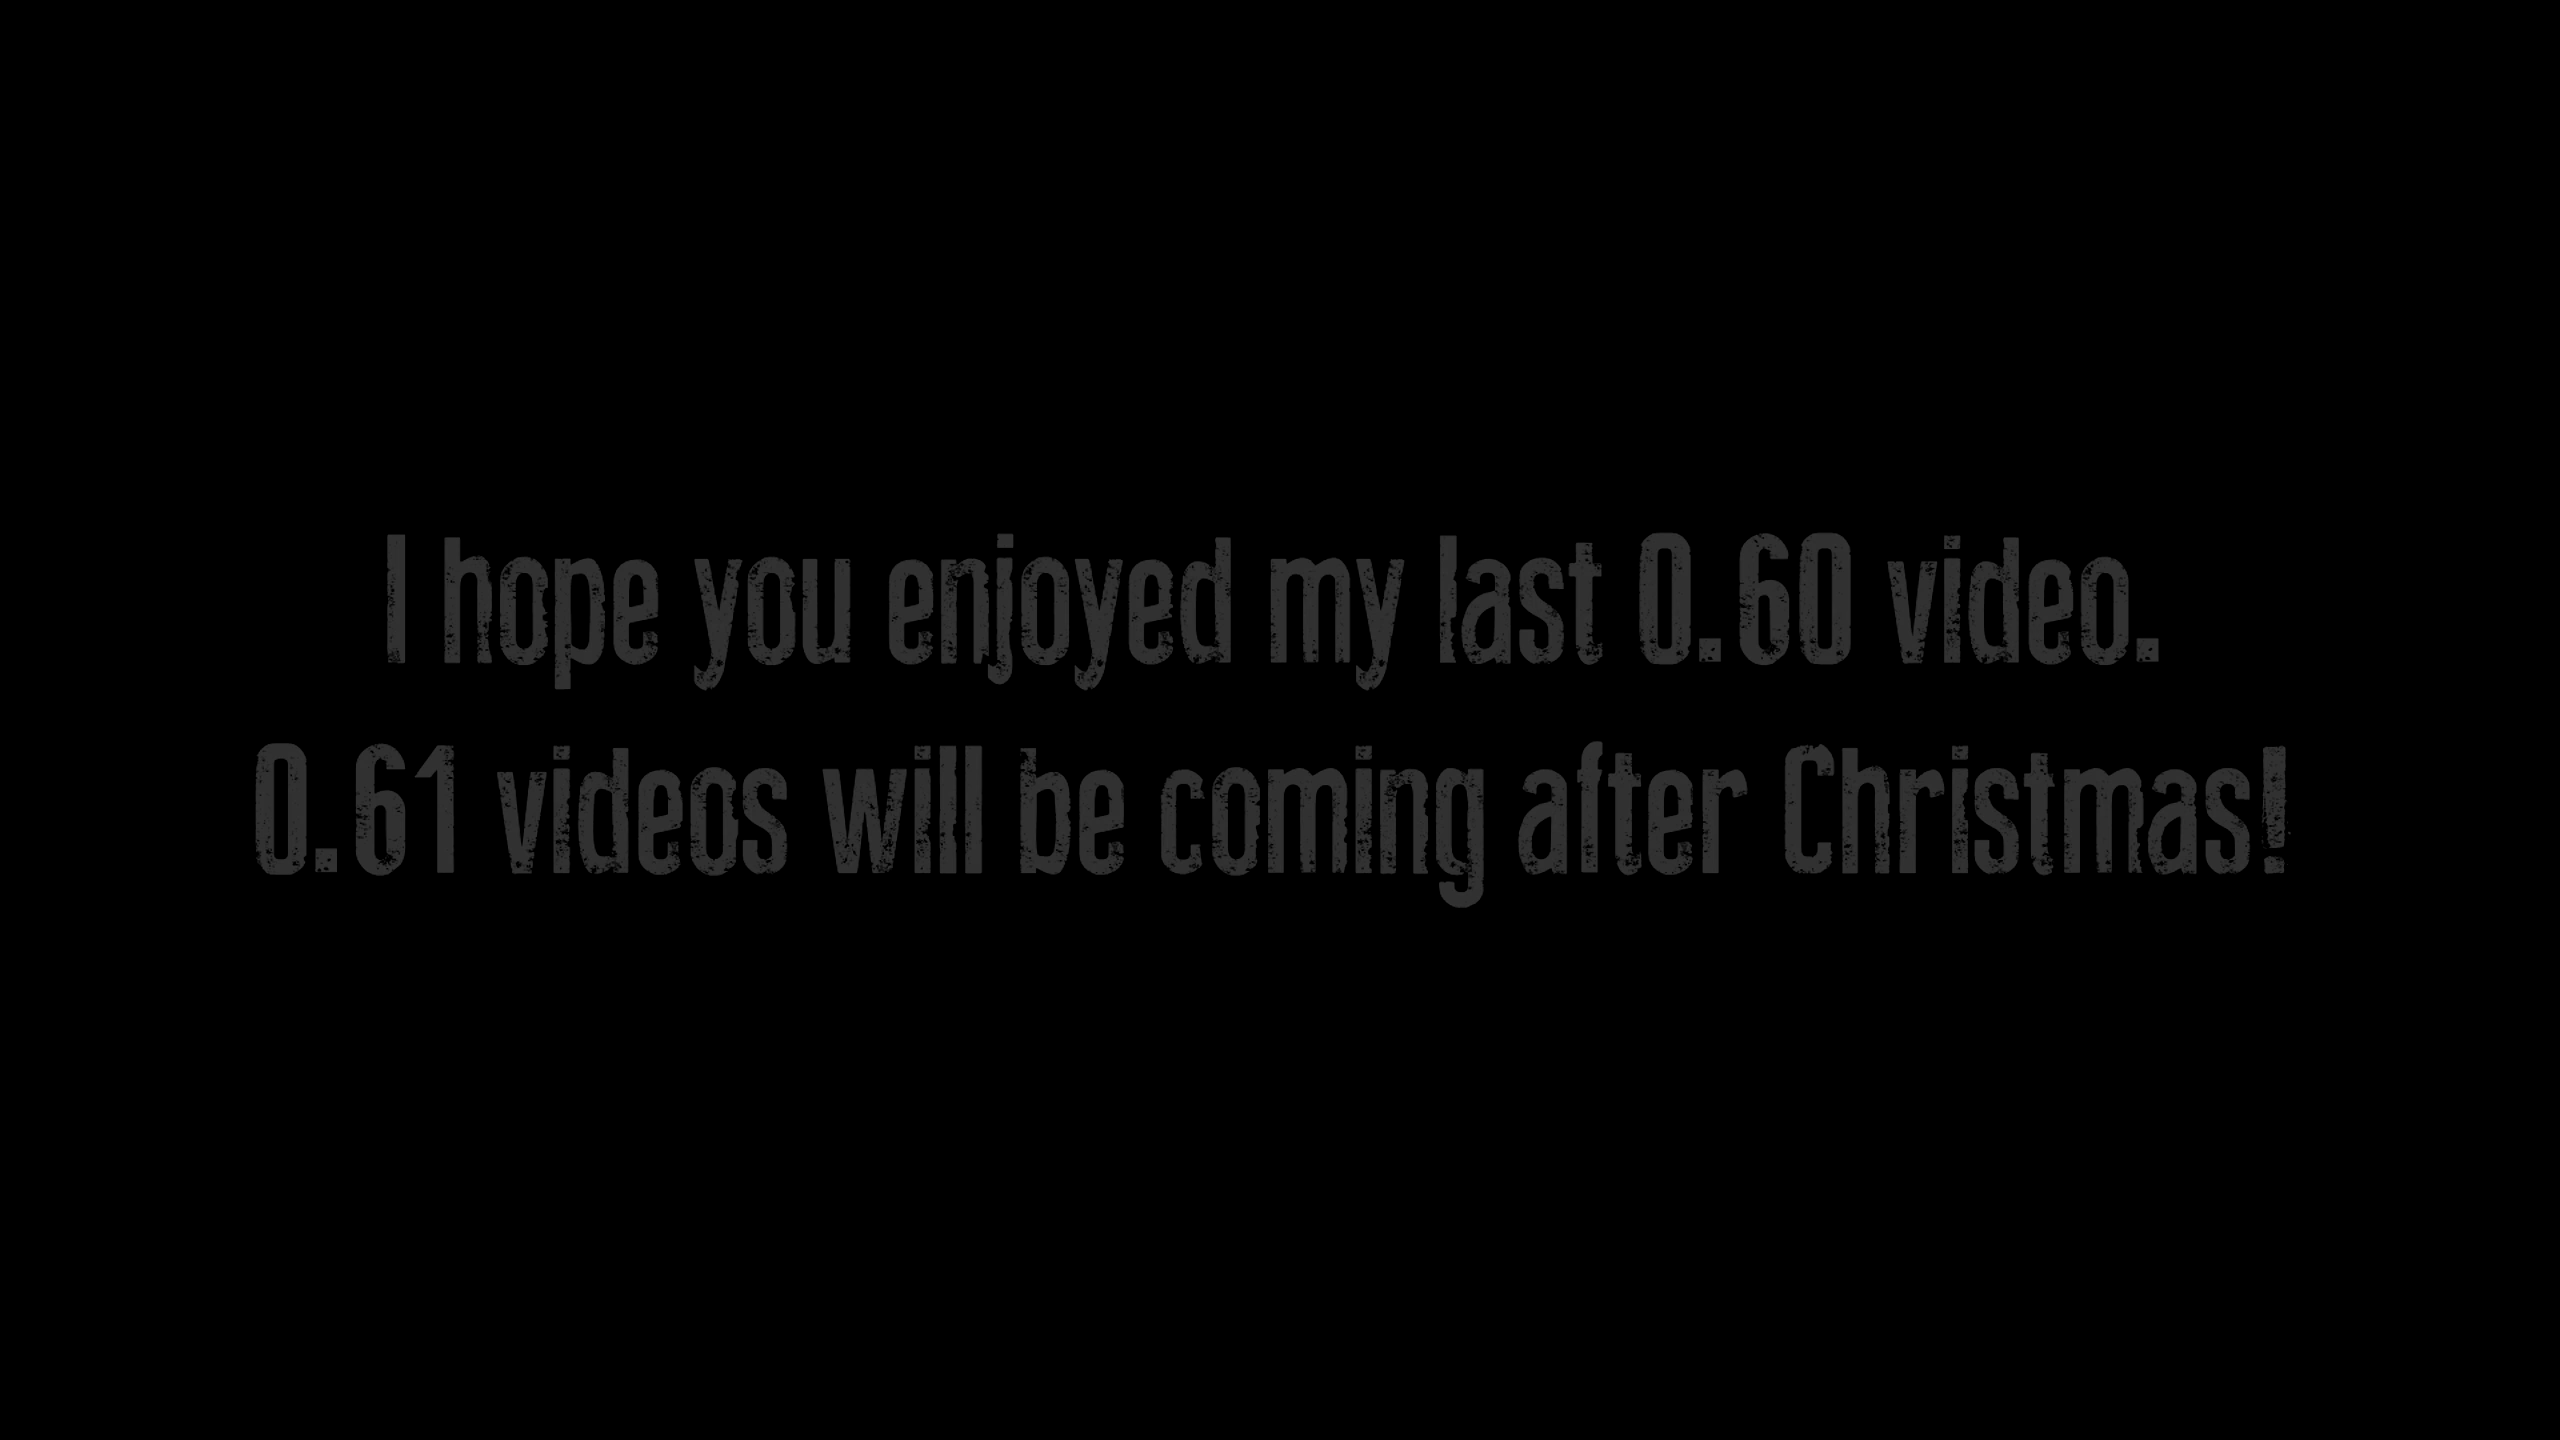 I hope you enjoyed my last 0.60 video.
0.61 videos will be coming after Christmas!